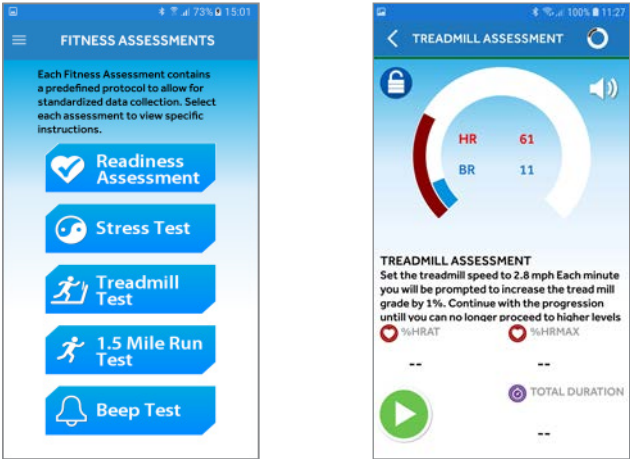 73% 15:01
FITNESS ASSESSMENTS
Each Fitness Assessment contains
a predefined protocol to allow for
standardized data collection. Select
each assessment to view specific
instructions.
Readiness
Assessment
Stress Test
Treadmill
Test
1.5 Mile Run
Test
Beep Test
100% 11:27
TREADMILL ASSESSMENT
HR 61
BR 11
TREADMILL ASSESSMENT
Set the treadmill speed to 2.8 mph Each minute
you will be prompted to increase the tread mill
grade by 1%. Continue with the progression
untill you can no longer proceed to higher levels
%HRAT %HRMAX
-- --
TOTAL DURATION
--